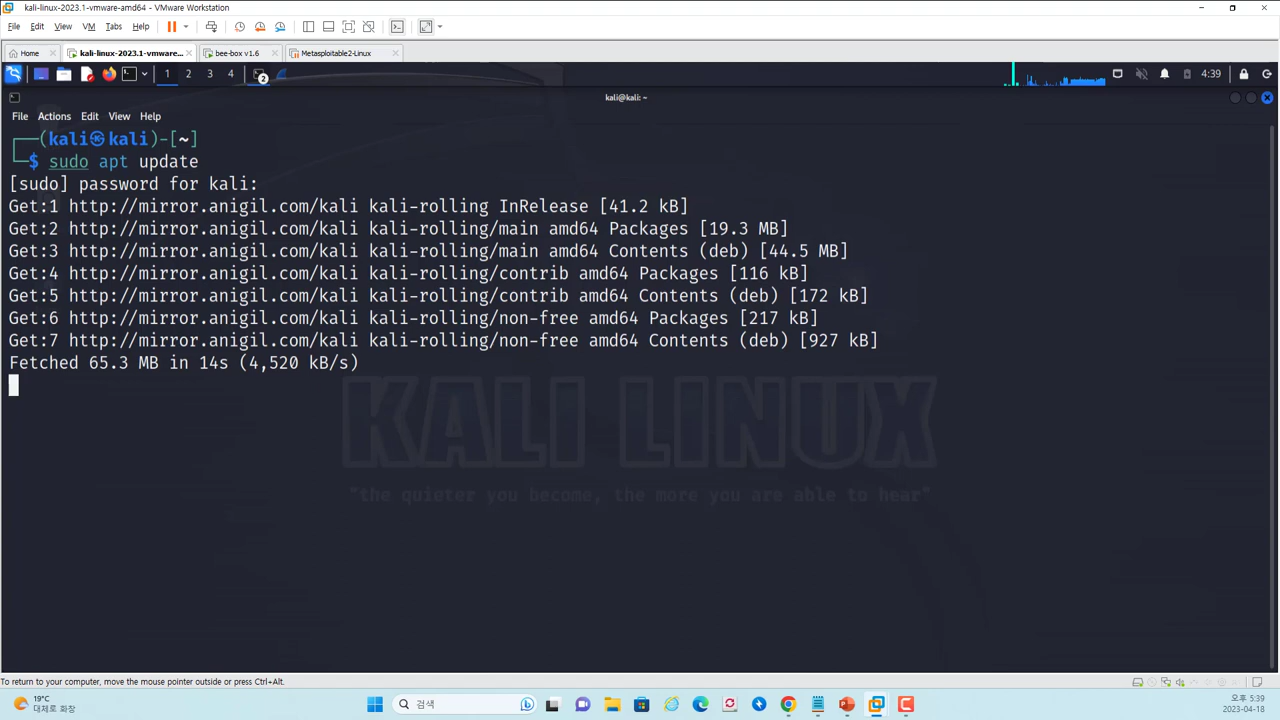 kali-linux-2023.1-vmware-amd64 - VMware Workstation
File Edit View VM Tabs Help
Home kali-linux-2023.1-vmware... bee-box v1.6 Metasploitable2-Linux
1 2 3 4 2 4:39
kali@kali: ~
File Actions Edit View Help
┌──(kali㉿kali)-[~]
└─$ sudo apt update
[sudo] password for kali:
Get:1 http://mirror.anigil.com/kali kali-rolling InRelease [41.2 kB]
Get:2 http://mirror.anigil.com/kali kali-rolling/main amd64 Packages [19.3 MB]
Get:3 http://mirror.anigil.com/kali kali-rolling/main amd64 Contents (deb) [44.5 MB]
Get:4 http://mirror.anigil.com/kali kali-rolling/contrib amd64 Packages [116 kB]
Get:5 http://mirror.anigil.com/kali kali-rolling/contrib amd64 Contents (deb) [172 kB]
Get:6 http://mirror.anigil.com/kali kali-rolling/non-free amd64 Packages [217 kB]
Get:7 http://mirror.anigil.com/kali kali-rolling/non-free amd64 Contents (deb) [927 kB]
Fetched 65.3 MB in 14s (4,520 kB/s)
KALI LINUX
"the quieter you become, the more you are able to hear"
To return to your computer, move the mouse pointer outside or press Ctrl+Alt.
19°C 검색 오후 5:39
대체로 화창 2023-04-18